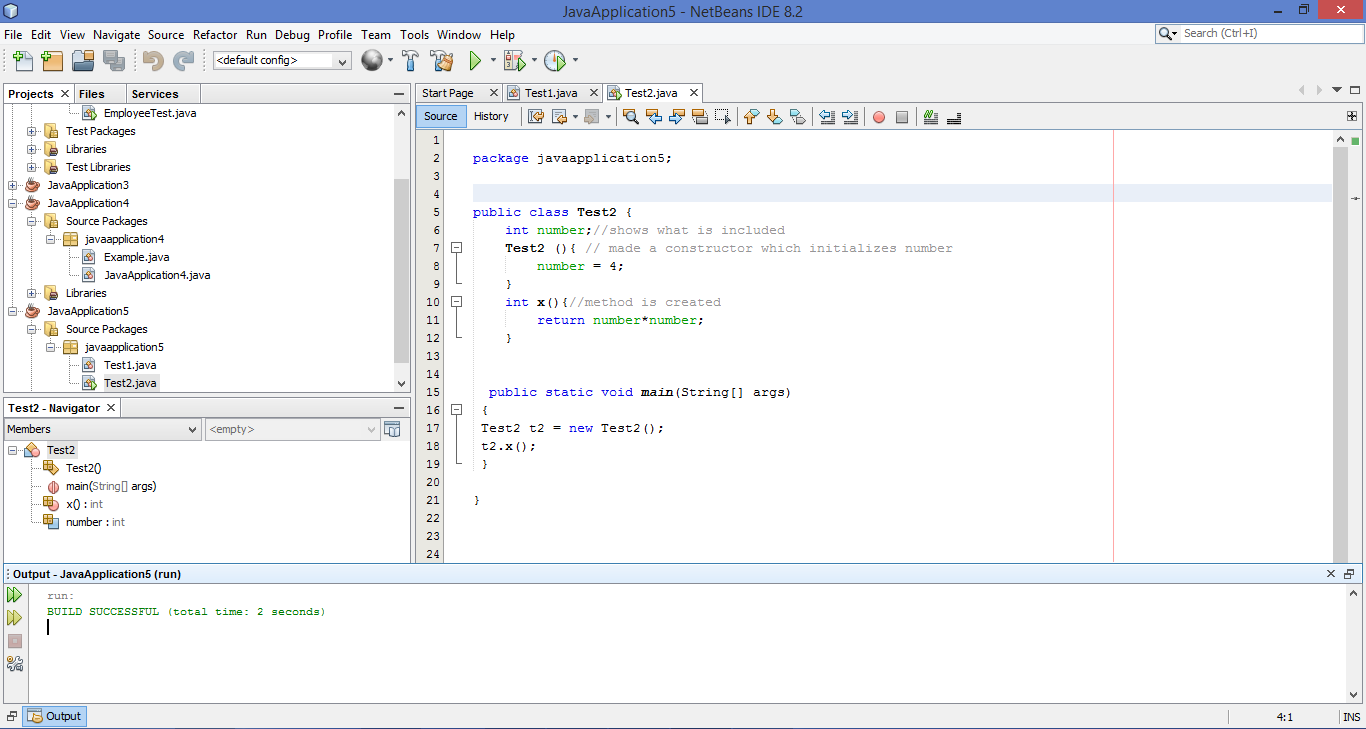 JavaApplication5 - NetBeans IDE 8.2
File Edit View Navigate Source Refactor Run Debug Profile Team Tools Window Help
Search (Ctrl+I)
<default config>
Projects Files Services
EmployeeTest.java
Test Packages
Libraries
Test Libraries
JavaApplication3
JavaApplication4
Source Packages
javaapplication4
Example.java
JavaApplication4.java
Libraries
JavaApplication5
Source Packages
javaapplication5
Test1.java
Test2.java
Test2 - Navigator
Members <empty>
Test2
Test2()
main(String[] args)
x() : int
number : int
Start Page Test1.java Test2.java
Source History
1
2 package javaapplication5;
3
4
5 public class Test2 {
6 int number;//shows what is included
7 Test2 (){ // made a constructor which initializes number
8 number = 4;
9 }
10 int x(){//method is created
11 return number*number;
12 }
13
14
15 public static void main(String[] args)
16 {
17 Test2 t2 = new Test2();
18 t2.x();
19 }
20
21 }
22
23
24
Output - JavaApplication5 (run)
run:
BUILD SUCCESSFUL (total time: 2 seconds)
Output
4:1 INS